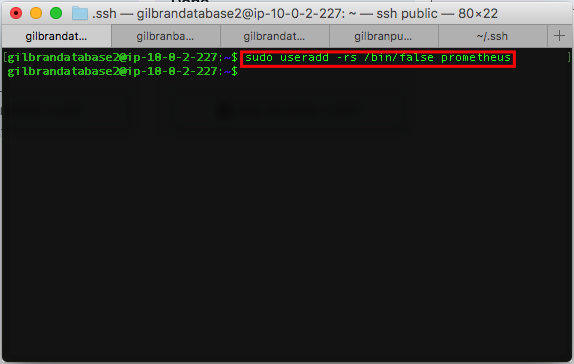 .ssh — gilbrandatabase2@ip-10-0-2-227: ~ — ssh public — 80×22
gilbrandat... gilbranba... gilbrandat... gilbranpu... ~/.ssh +
[gilbrandatabase2@ip-10-0-2-227:~$ sudo useradd -rs /bin/false prometheus ]
gilbrandatabase2@ip-10-0-2-227:~$